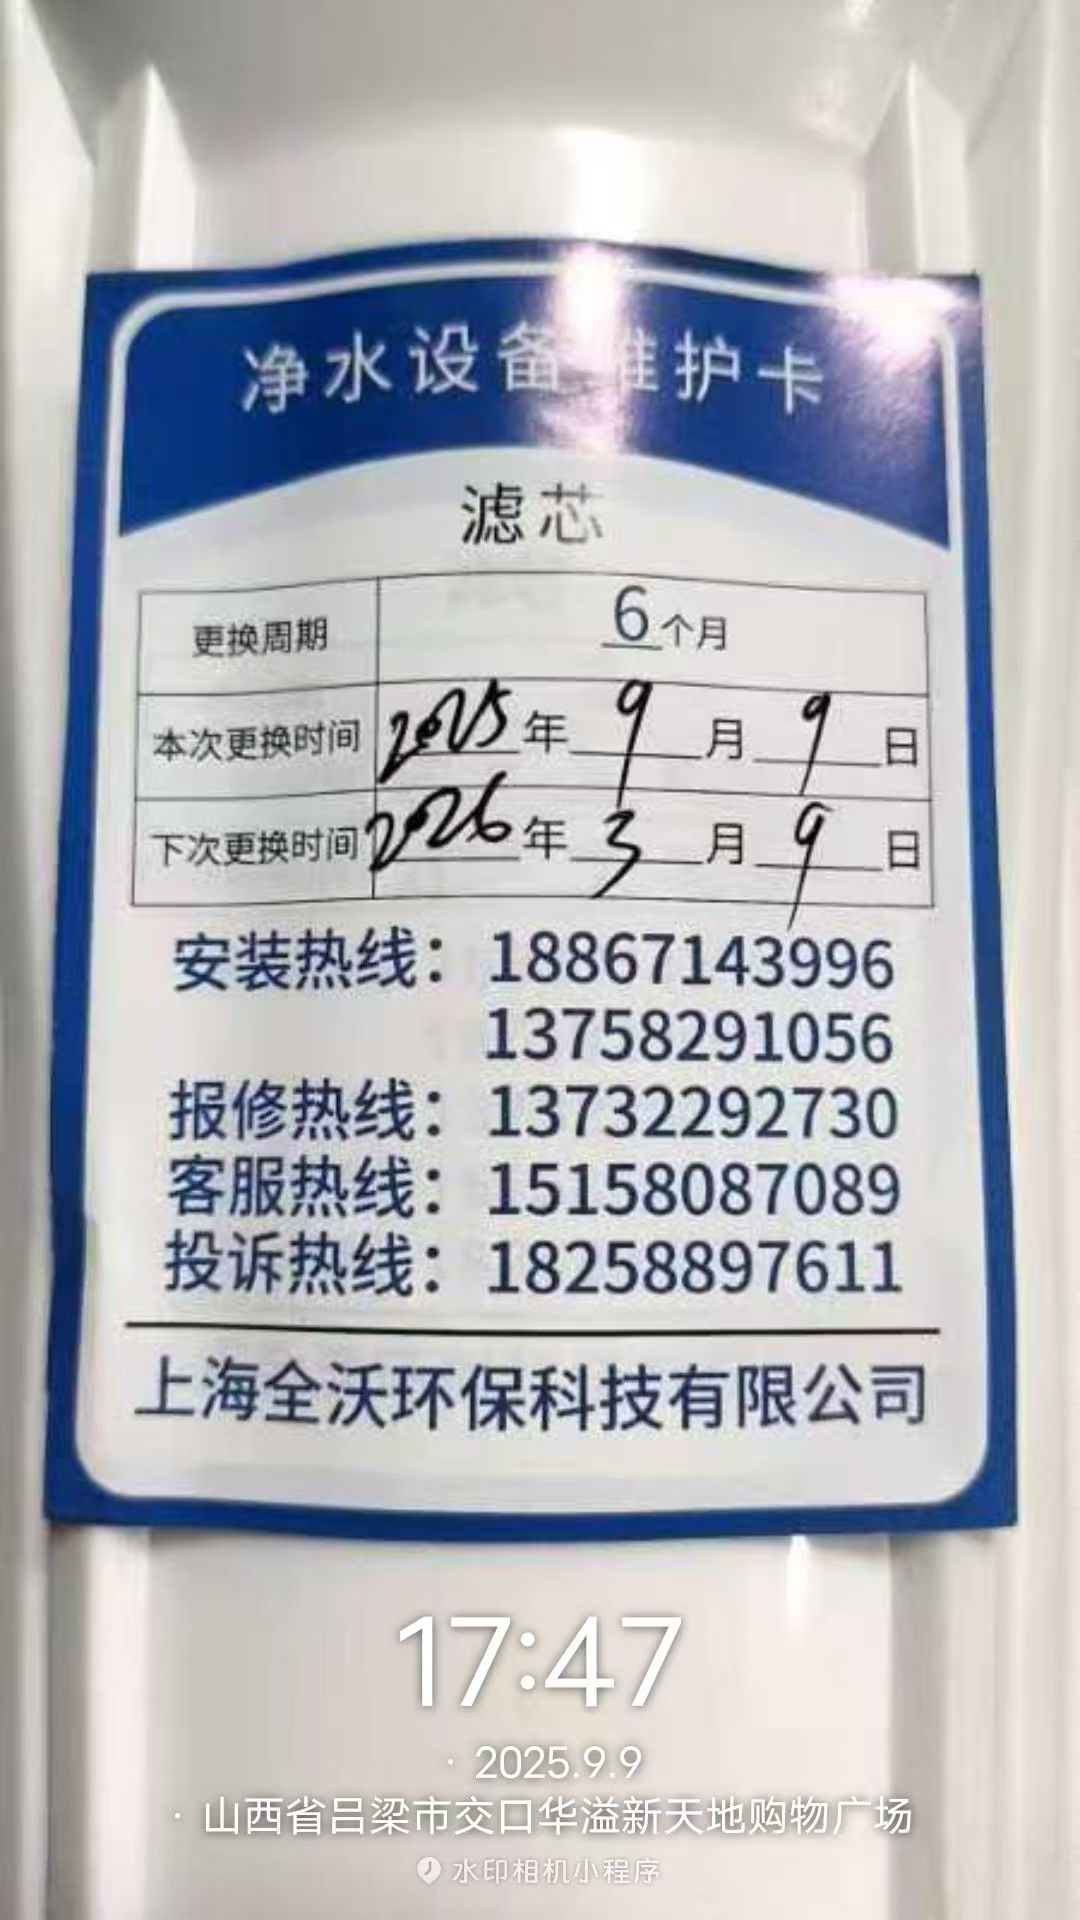 净水设备维护卡
滤芯
更换周期 6个月
本次更换时间 2025年9月9日
下次更换时间 2026年3月9日
安装热线：18867143996
13758291056
报修热线：13732292730
客服热线：15158087089
投诉热线：18258897611
上海全沃环保科技有限公司
17:47
· 2025.9.9
· 山西省吕梁市交口华溢新天地购物广场
水印相机小程序